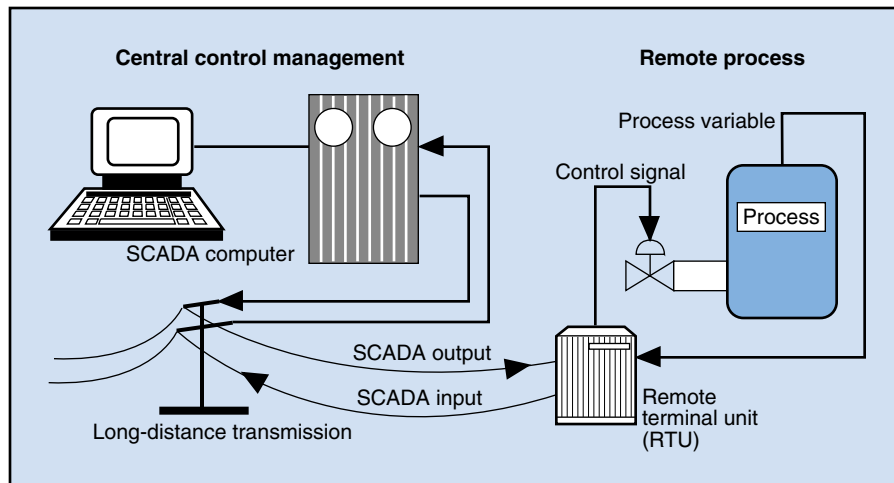 Central control management
Remote process
Process variable
Control signal
Process
SCADA computer
SCADA output
SCADA input
Long-distance transmission
Remote
terminal unit
(RTU)